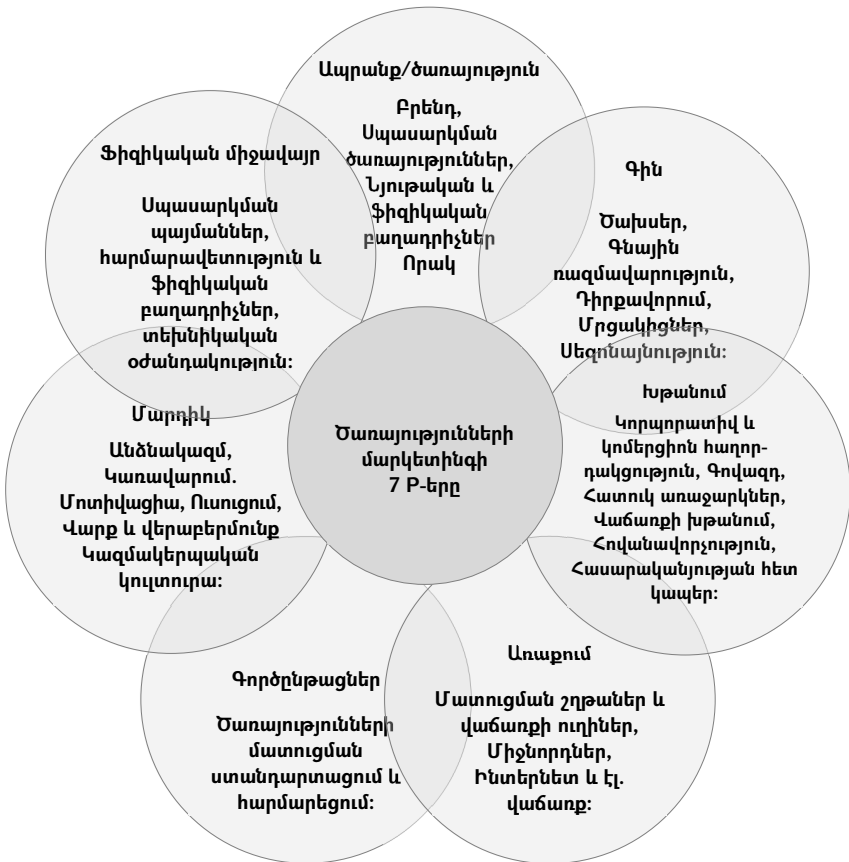 Ապրանք/ծառայություն
Բրենդ,
Սպասարկման
ծառայություններ,
Նյութական և
ֆիզիկական
բաղադրիչներ
Որակ
Գին
Ծախսեր,
Գնային
ռազմավարություն,
Դիրքավորում,
Մրցակիցներ,
Սեզոնայնություն:
Խթանում
Կորպորատիվ և
կոմերցիոն հաղոր-
դակցություն, Գովազդ,
Հատուկ առաջարկներ,
Վաճառքի խթանում,
Հովանավորչություն,
Հասարականյության հետ
կապեր:
Առաքում
Մատուցման շղթաներ և
վաճառքի ուղիներ,
Միջնորդներ,
Ինտերնետ և էլ.
վաճառք:
Գործընթացներ
Ծառայությունների
մատուցման
ստանդարտացում և
հարմարեցում:
Մարդիկ
Անձնակազմ,
Կառավարում.
Մոտիվացիա, Ուսուցում,
Վարք և վերաբերմունք
Կազմակերպական
կուլտուրա:
Ֆիզիկական միջավայր
Սպասարկման
պայմաններ,
հարմարավետություն և
ֆիզիկական
բաղադրիչներ,
տեխնիկական
օժանդակություն:
Ծառայությունների
մարկետինգի
7 P-երը